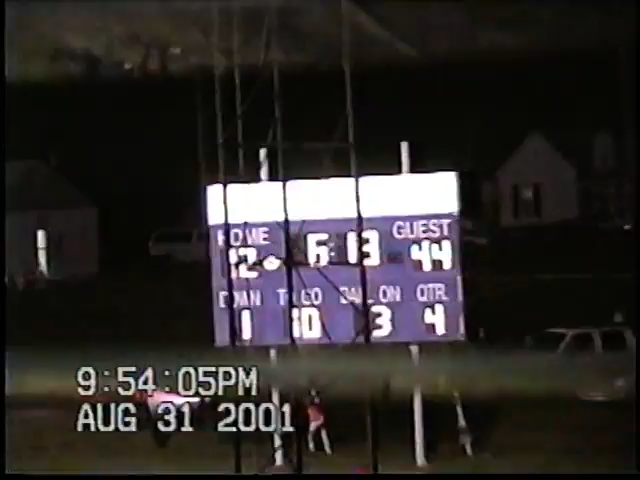 HOME 6:13 GUEST
12 44
DOWN TO GO BALL ON QTR
1 10 3 4
9:54:05PM
AUG 31 2001